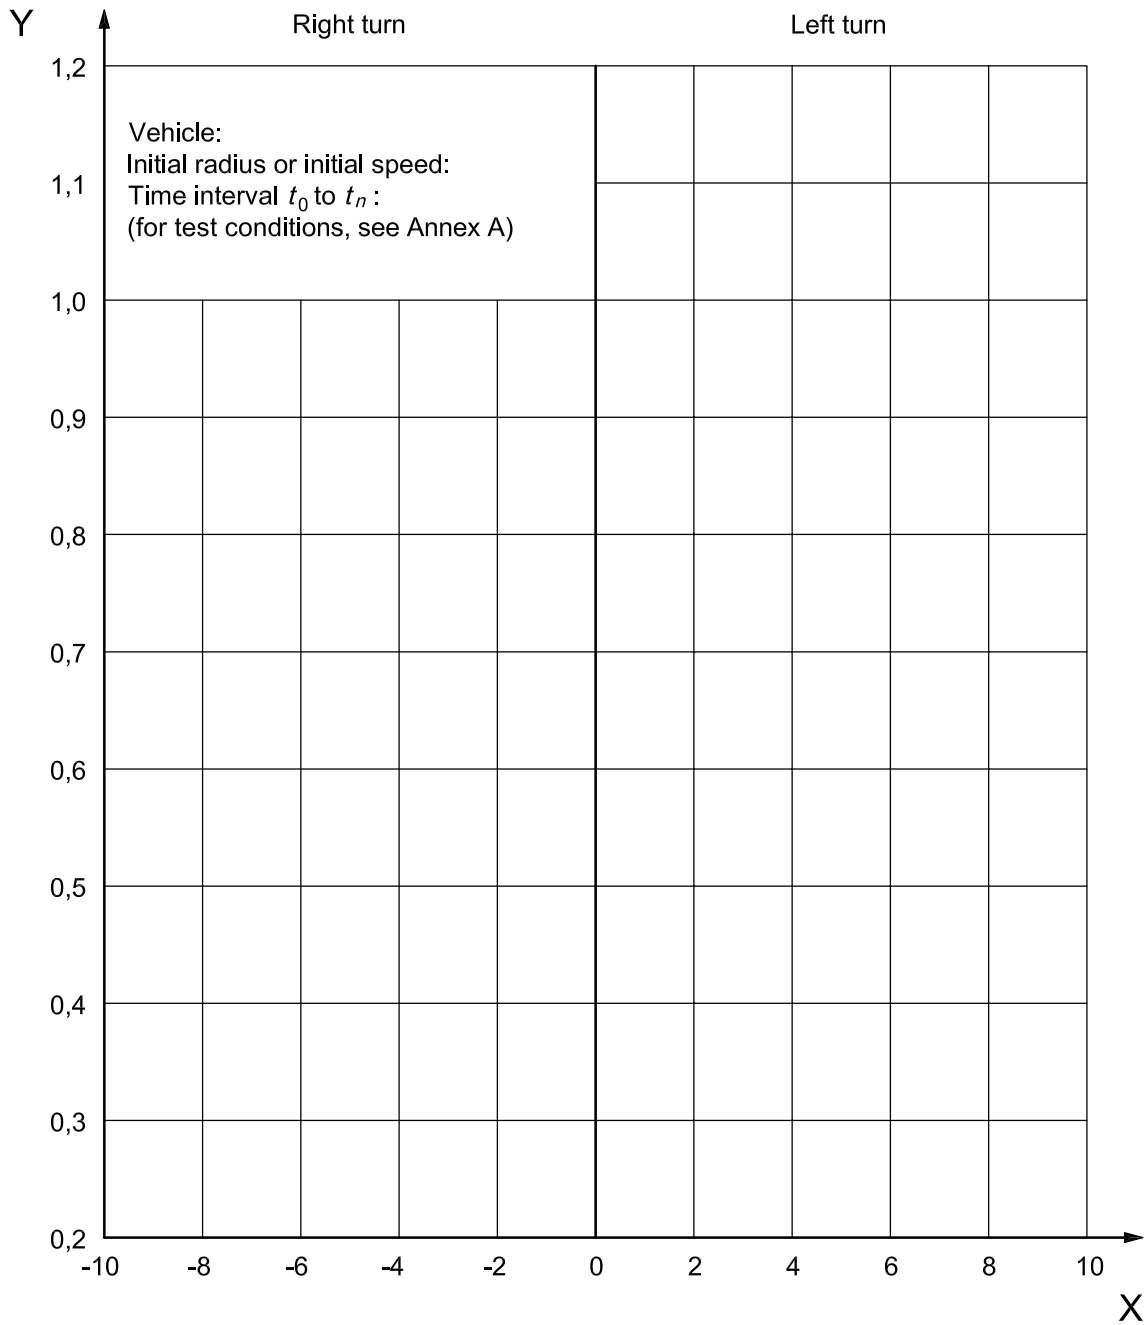 Y
Right turn
Left turn
1,2
Vehicle:
Initial radius or initial speed:
1,1
Time interval t0 to tn :
(for test conditions, see Annex A)
1,0
0,9
0,8
0,7
0,6
0,5
0,4
0,3
0,2
-10 -8 -6 -4 -2 0 2 4 6 8 10
X